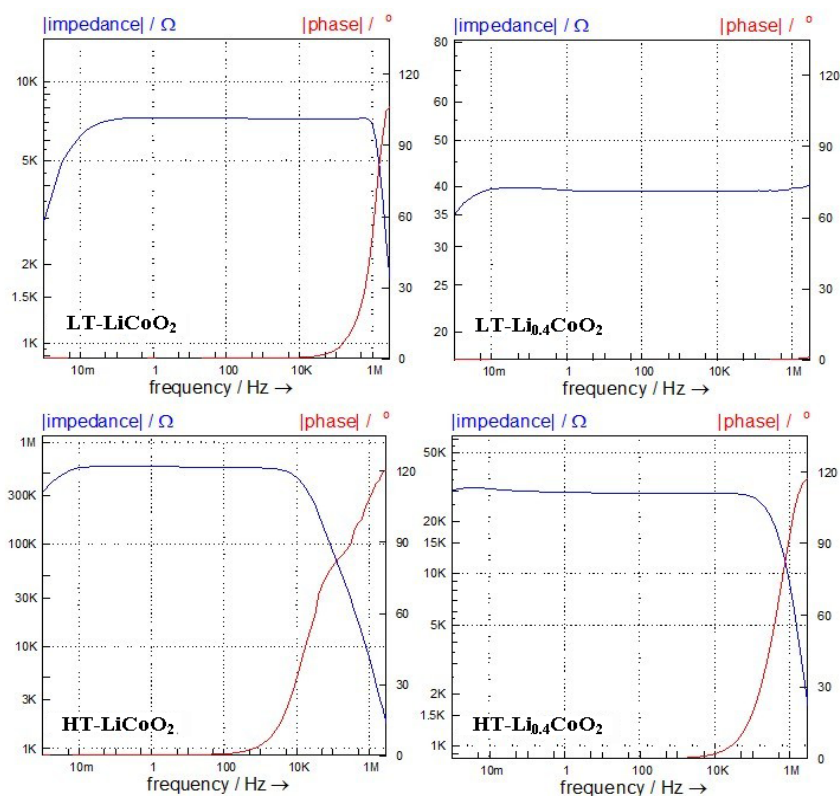 |impedance| / Ω |phase| / °
10K
5K
2K
1.5K
1K
120
90
60
30
0
LT-LiCoO₂
10m 1 100 10K 1M
frequency / Hz →
|impedance| / Ω |phase| / °
80
70
60
50
40
35
30
25
20
120
90
60
30
0
LT-Li₀.₄CoO₂
10m 1 100 10K 1M
frequency / Hz →
|impedance| / Ω |phase| / °
1M
300K
100K
30K
10K
3K
1K
120
90
60
30
0
HT-LiCoO₂
10m 1 100 10K 1M
frequency / Hz →
|impedance| / Ω |phase| / °
50K
20K
15K
10K
5K
2K
1.5K
1K
120
90
60
30
0
HT-Li₀.₄CoO₂
10m 1 100 10K 1M
frequency / Hz →